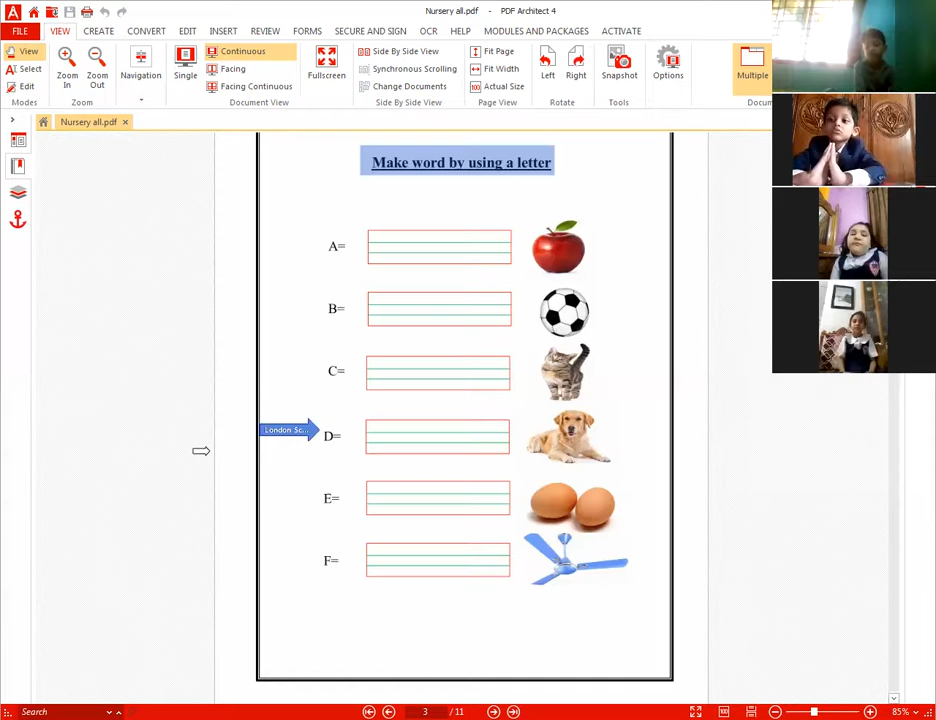 Nursery all.pdf - PDF Architect 4
FILE VIEW CREATE CONVERT EDIT INSERT REVIEW FORMS SECURE AND SIGN OCR HELP MODULES AND PACKAGES ACTIVATE
View
Select
Edit
Modes
Zoom In
Zoom Out
Zoom
Navigation
Single
Continuous
Facing
Facing Continuous
Document View
Fullscreen
Side By Side View
Synchronous Scrolling
Change Documents
Side By Side View
Fit Page
Fit Width
Actual Size
Page View
Left
Right
Rotate
Snapshot
Tools
Options
Multiple
Docum
Nursery all.pdf
Make word by using a letter
A=
B=
C=
London Sc...
D=
E=
F=
Search
3 / 11
85%